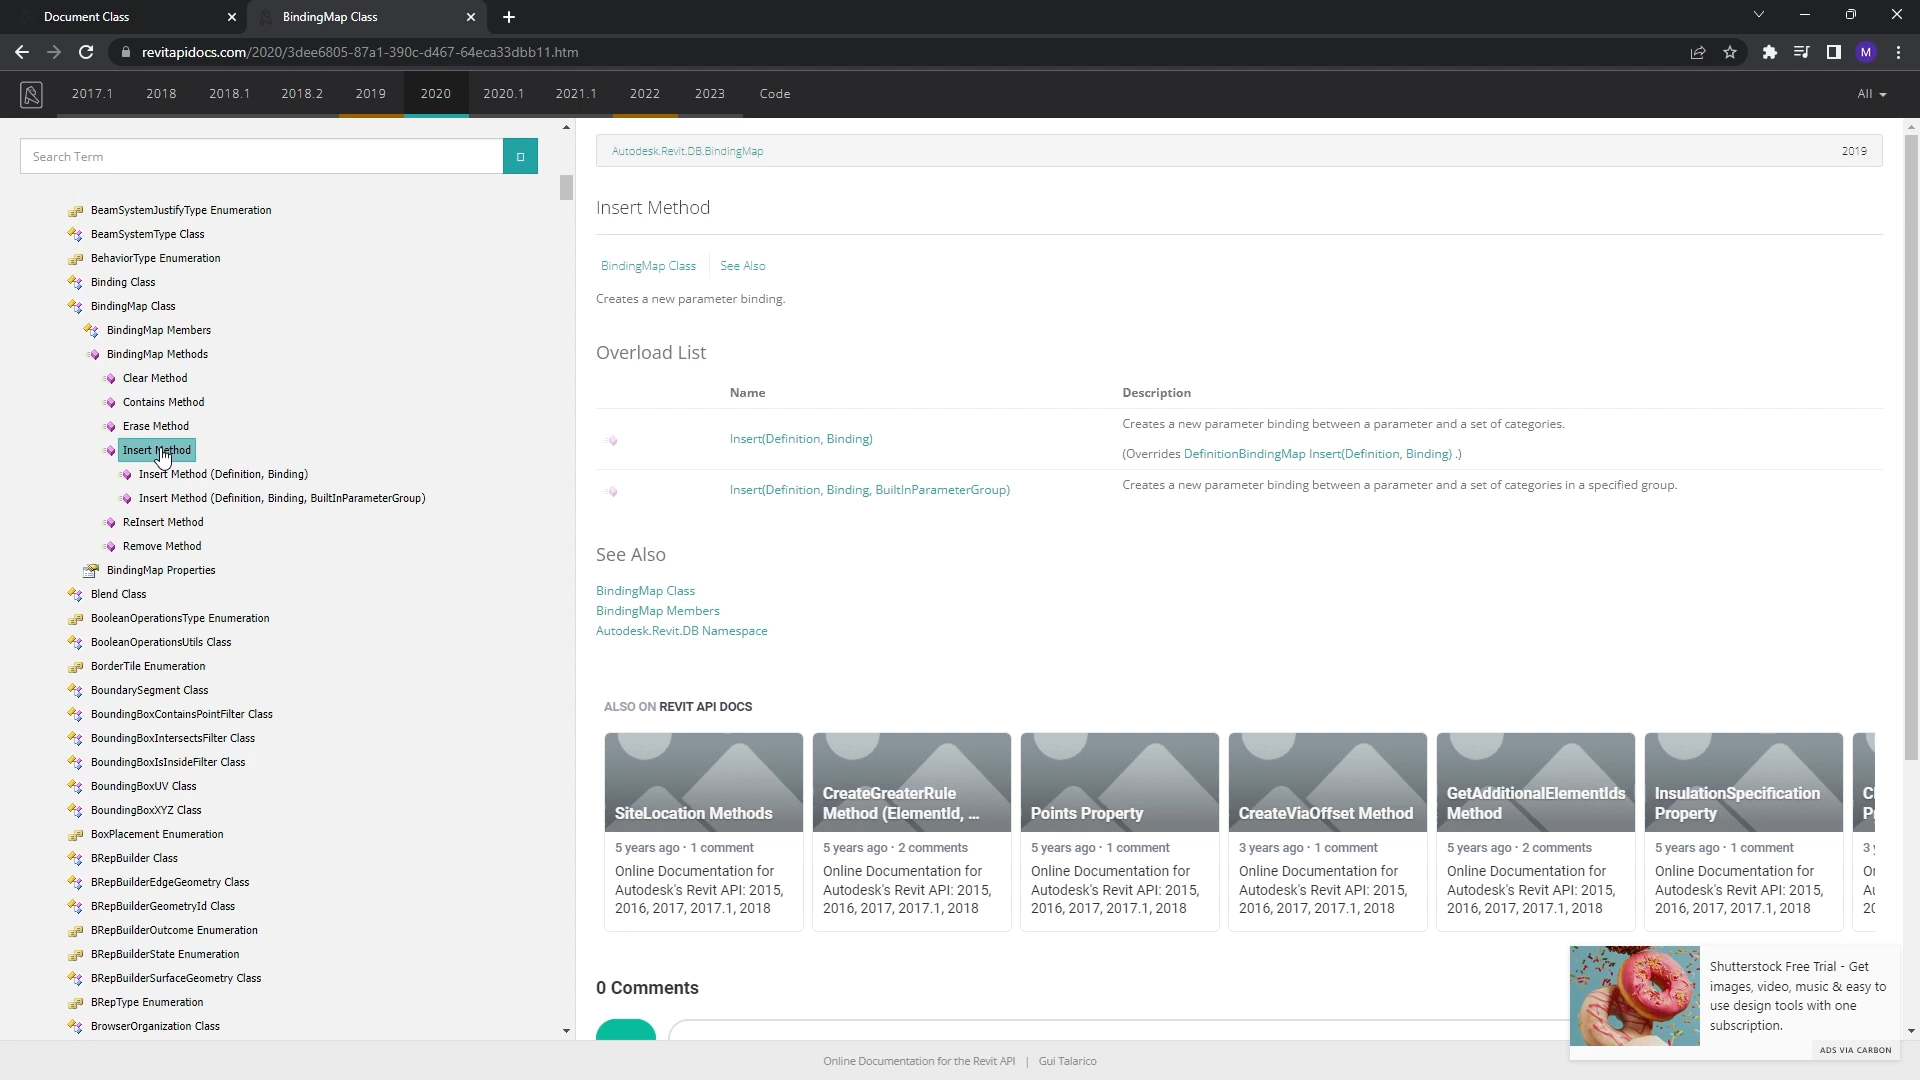 Document Class
BindingMap Class
revitapidocs.com/2020/3dee6805-87a1-390c-d467-64eca33dbb11.htm
M
2017.1 2018 2018.1 2018.2 2019 2020 2020.1 2021.1 2022 2023 Code All
Search Term
BeamSystemJustifyType Enumeration
BeamSystemType Class
BehaviorType Enumeration
Binding Class
BindingMap Class
BindingMap Members
BindingMap Methods
Clear Method
Contains Method
Erase Method
Insert Method
Insert Method (Definition, Binding)
Insert Method (Definition, Binding, BuiltInParameterGroup)
ReInsert Method
Remove Method
BindingMap Properties
Blend Class
BooleanOperationsType Enumeration
BooleanOperationsUtils Class
BorderTile Enumeration
BoundarySegment Class
BoundingBoxContainsPointFilter Class
BoundingBoxIntersectsFilter Class
BoundingBoxIsInsideFilter Class
BoundingBoxUV Class
BoundingBoxXYZ Class
BoxPlacement Enumeration
BRepBuilder Class
BRepBuilderEdgeGeometry Class
BRepBuilderGeometryId Class
BRepBuilderOutcome Enumeration
BRepBuilderState Enumeration
BRepBuilderSurfaceGeometry Class
BRepType Enumeration
BrowserOrganization Class
Autodesk.Revit.DB.BindingMap 2019
Insert Method
BindingMap Class See Also
Creates a new parameter binding.
Overload List
Name Description
Insert(Definition, Binding) Creates a new parameter binding between a parameter and a set of categories.
(Overrides DefinitionBindingMap Insert(Definition, Binding) .)
Insert(Definition, Binding, BuiltInParameterGroup) Creates a new parameter binding between a parameter and a set of categories in a specified group.
See Also
BindingMap Class
BindingMap Members
Autodesk.Revit.DB Namespace
ALSO ON REVIT API DOCS
SiteLocation Methods
5 years ago · 1 comment
Online Documentation for
Autodesk's Revit API: 2015,
2016, 2017, 2017.1, 2018
CreateGreaterRule
Method (ElementId, ...
5 years ago · 2 comments
Online Documentation for
Autodesk's Revit API: 2015,
2016, 2017, 2017.1, 2018
Points Property
5 years ago · 1 comment
Online Documentation for
Autodesk's Revit API: 2015,
2016, 2017, 2017.1, 2018
CreateViaOffset Method
3 years ago · 1 comment
Online Documentation for
Autodesk's Revit API: 2015,
2016, 2017, 2017.1, 2018
GetAdditionalElementIds
Method
5 years ago · 2 comments
Online Documentation for
Autodesk's Revit API: 2015,
2016, 2017, 2017.1, 2018
InsulationSpecification
Property
5 years ago · 1 comment
Online Documentation for
Autodesk's Revit API: 2015,
2016, 2017, 2017.1, 2018
0 Comments
Shutterstock Free Trial - Get
images, video, music & easy to
use design tools with one
subscription.
ADS VIA CARBON
Online Documentation for the Revit API | Gui Talarico